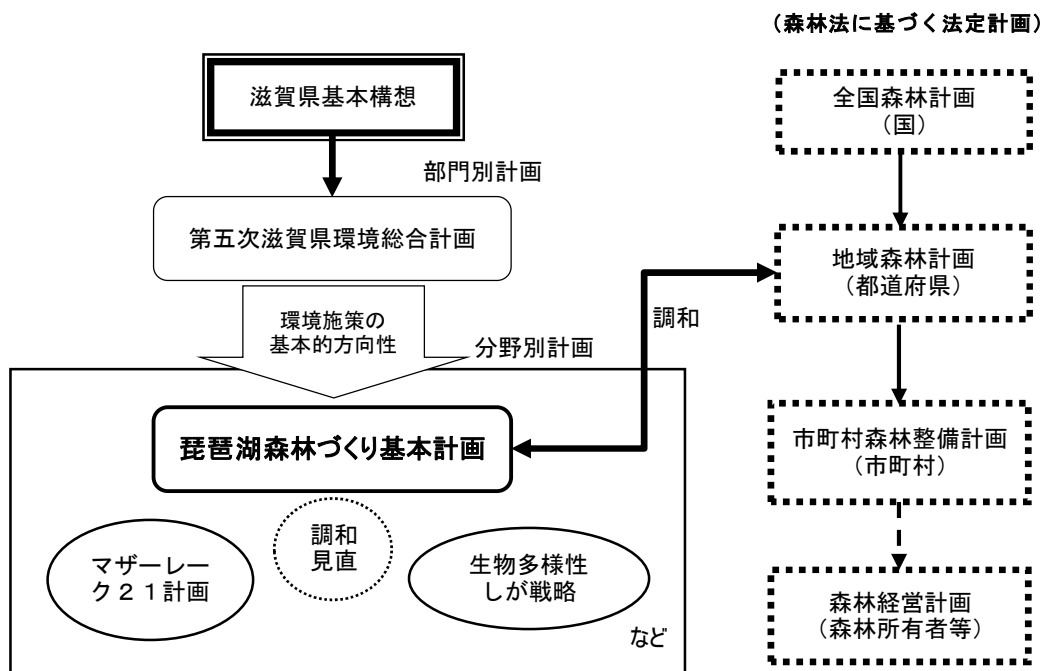 (森林法に基づく法定計画)
滋賀県基本構想
部門別計画
第五次滋賀県環境総合計画
環境施策の
基本的方向性
分野別計画
琵琶湖森林づくり基本計画
調和
見直
マザーレー
ク２１計画
生物多様性
しが戦略
など
調和
全国森林計画
(国)
地域森林計画
(都道府県)
市町村森林整備計画
(市町村)
森林経営計画
(森林所有者等)